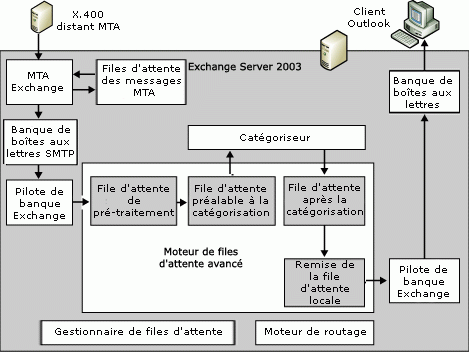 X.400
distant MTA
Client
Outlook
Exchange Server 2003
MTA
Exchange
Files d'attente
des messages
MTA
Banque de
boîtes aux
lettres
Banque de
boîtes aux
lettres SMTP
Catégoriseur
Pilote de
banque
Exchange
File d'attente
de
pré-traitement
File d'attente
préalable à la
catégorisation
File d'attente
après la
catégorisation
Moteur de files
d'attente avancé
Remise de
la file
d'attente
locale
Pilote de
banque
Exchange
Gestionnaire de files d'attente
Moteur de routage